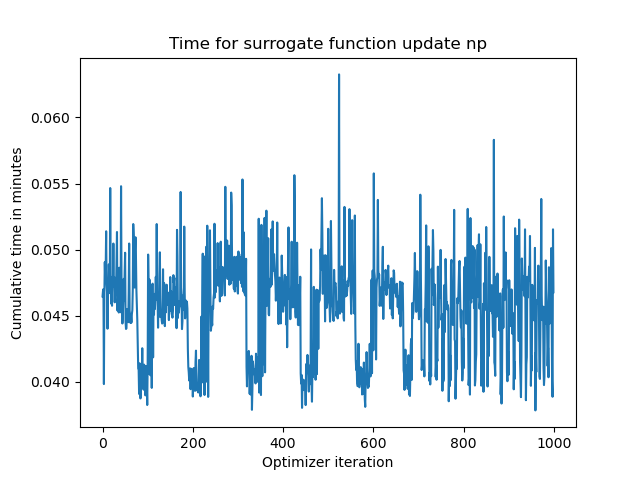 Time for surrogate function update np
Cumulative time in minutes
0.060
0.055
0.050
0.045
0.040
0 200 400 600 800 1000
Optimizer iteration